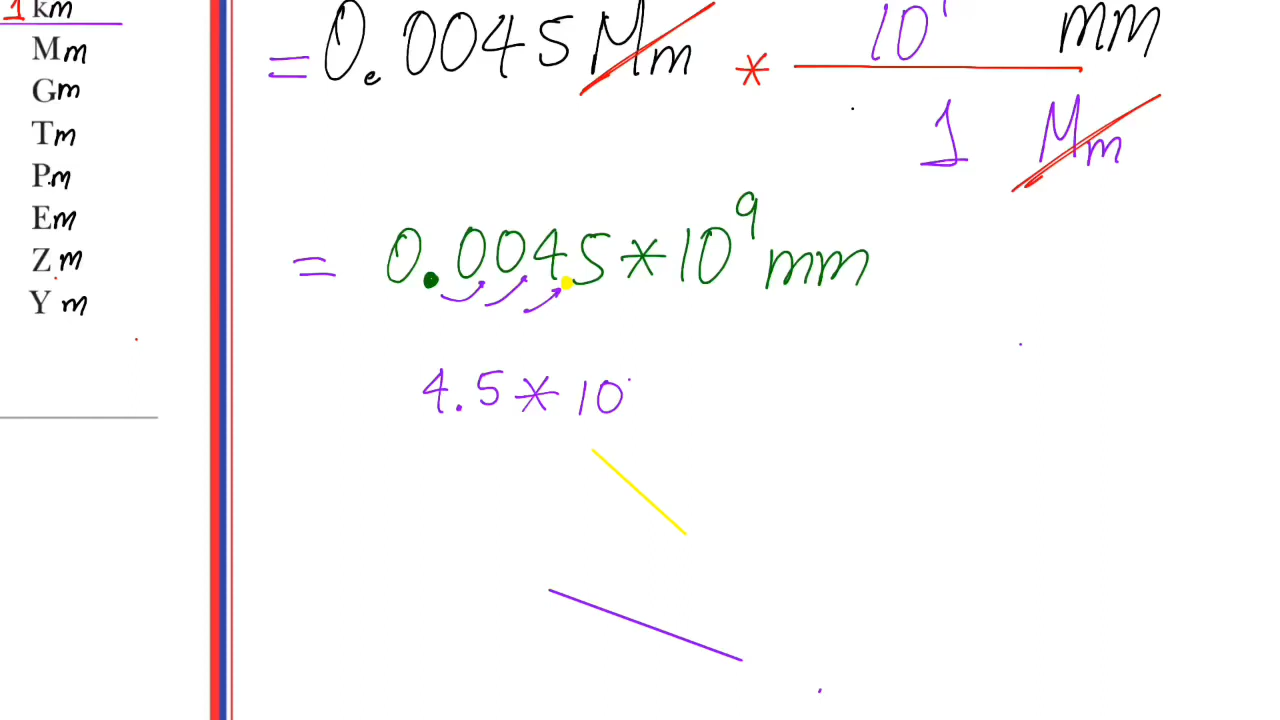 1 km
Mm
Gm
Tm
Pm
Em
Zm
Ym
= 0.0045 Mm * 10 mm
1 Mm
= 0.0045 * 10⁹ mm
4.5 * 10